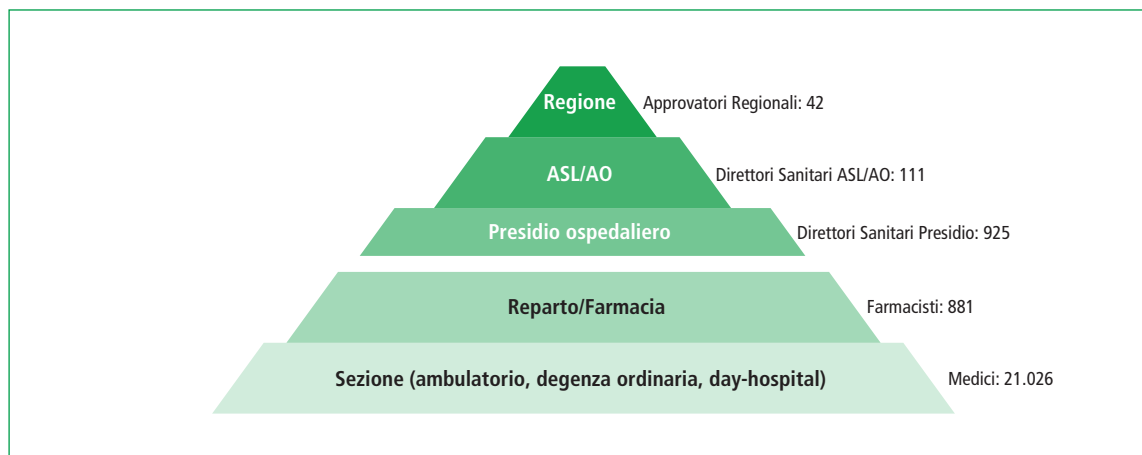 Regione
Approvatori Regionali: 42
ASL/AO
Direttori Sanitari ASL/AO: 111
Presidio ospedaliero
Direttori Sanitari Presidio: 925
Reparto/Farmacia
Farmacisti: 881
Sezione (ambulatorio, degenza ordinaria, day-hospital)
Medici: 21.026